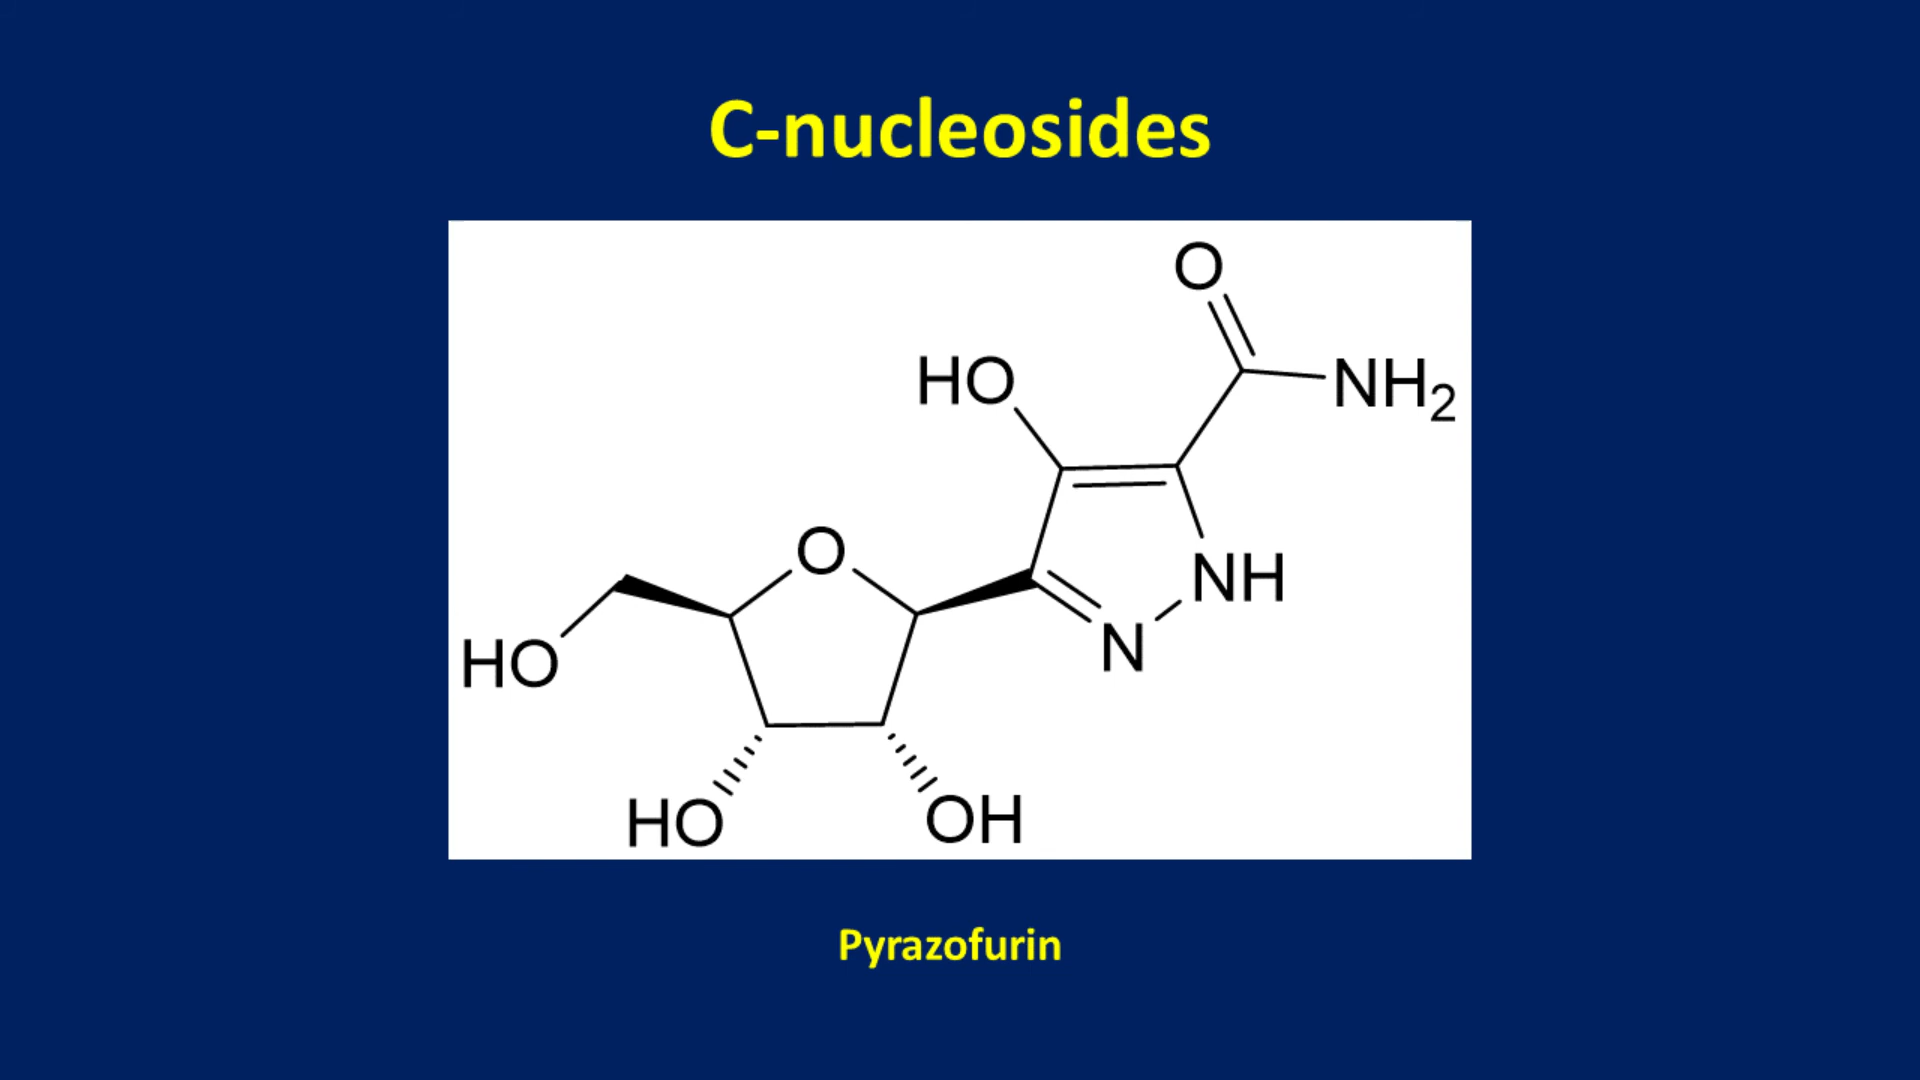 C-nucleosides
O
HO
NH2
O
NH
N
HO
HO
OH
Pyrazofurin